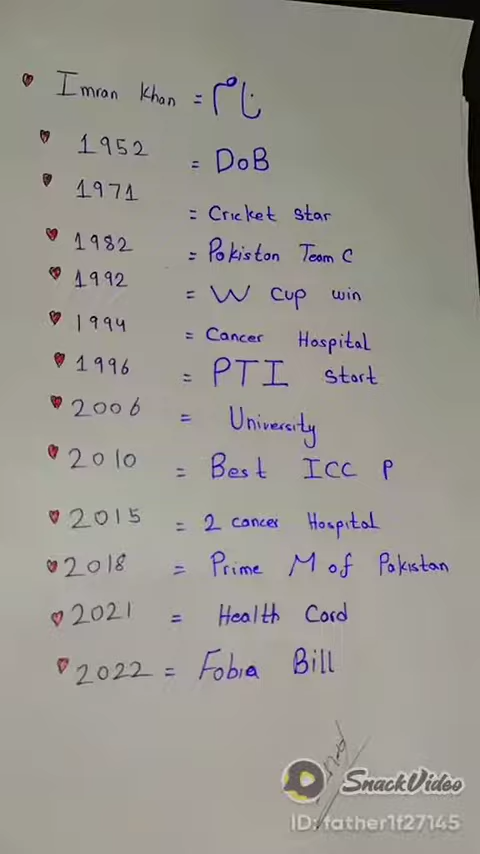 Imran Khan = نام
1952 = DoB
1971 = Cricket Star
1982 = Pakistan Team C
1992 = W Cup win
1994 = Cancer Hospital
1996 = PTI Start
2006 = University
2010 = Best ICC P
2015 = 2 cancer Hospital
2018 = Prime M of Pakistan
2021 = Health Card
2022 = Fobia Bill
SnackVideo
ID: father1f27145